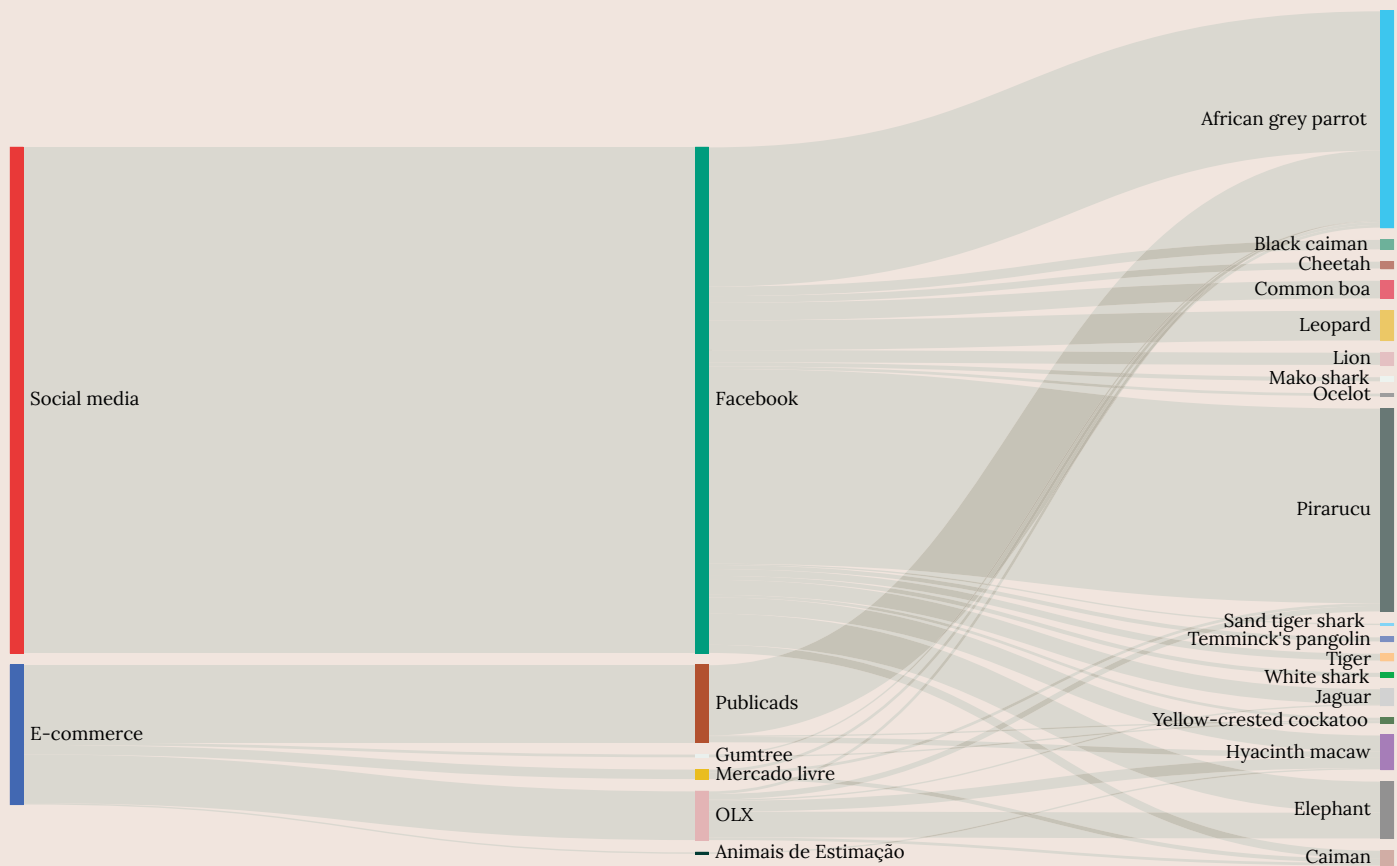 Social media
E-commerce
Facebook
Publicads
Gumtree
Mercado livre
OLX
Animais de Estimação
African grey parrot
Black caiman
Cheetah
Common boa
Leopard
Lion
Mako shark
Ocelot
Pirarucu
Sand tiger shark
Temminck's pangolin
Tiger
White shark
Jaguar
Yellow-crested cockatoo
Hyacinth macaw
Elephant
Caiman